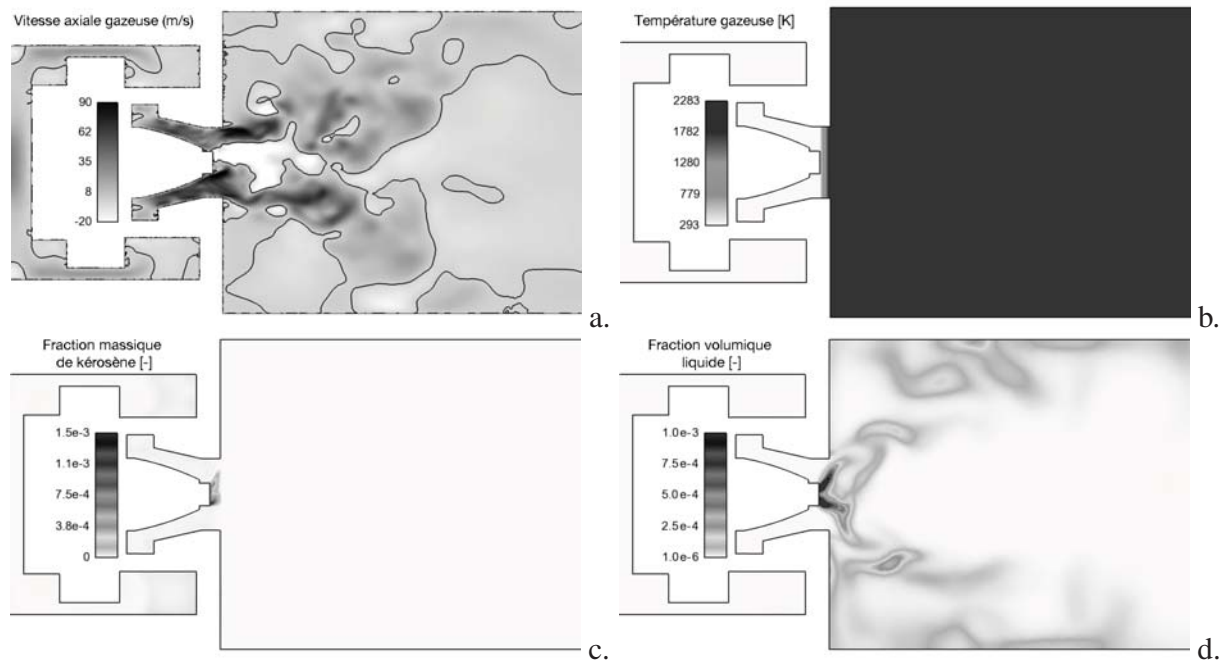 Vitesse axiale gazeuse (m/s)
90
62
35
8
-20
a.
Température gazeuse [K]
2283
1782
1280
779
293
b.
Fraction massique
de kérosène [-]
1.5e-3
1.1e-3
7.5e-4
3.8e-4
0
c.
Fraction volumique
liquide [-]
1.0e-3
7.5e-4
5.0e-4
2.5e-4
1.0e-6
d.